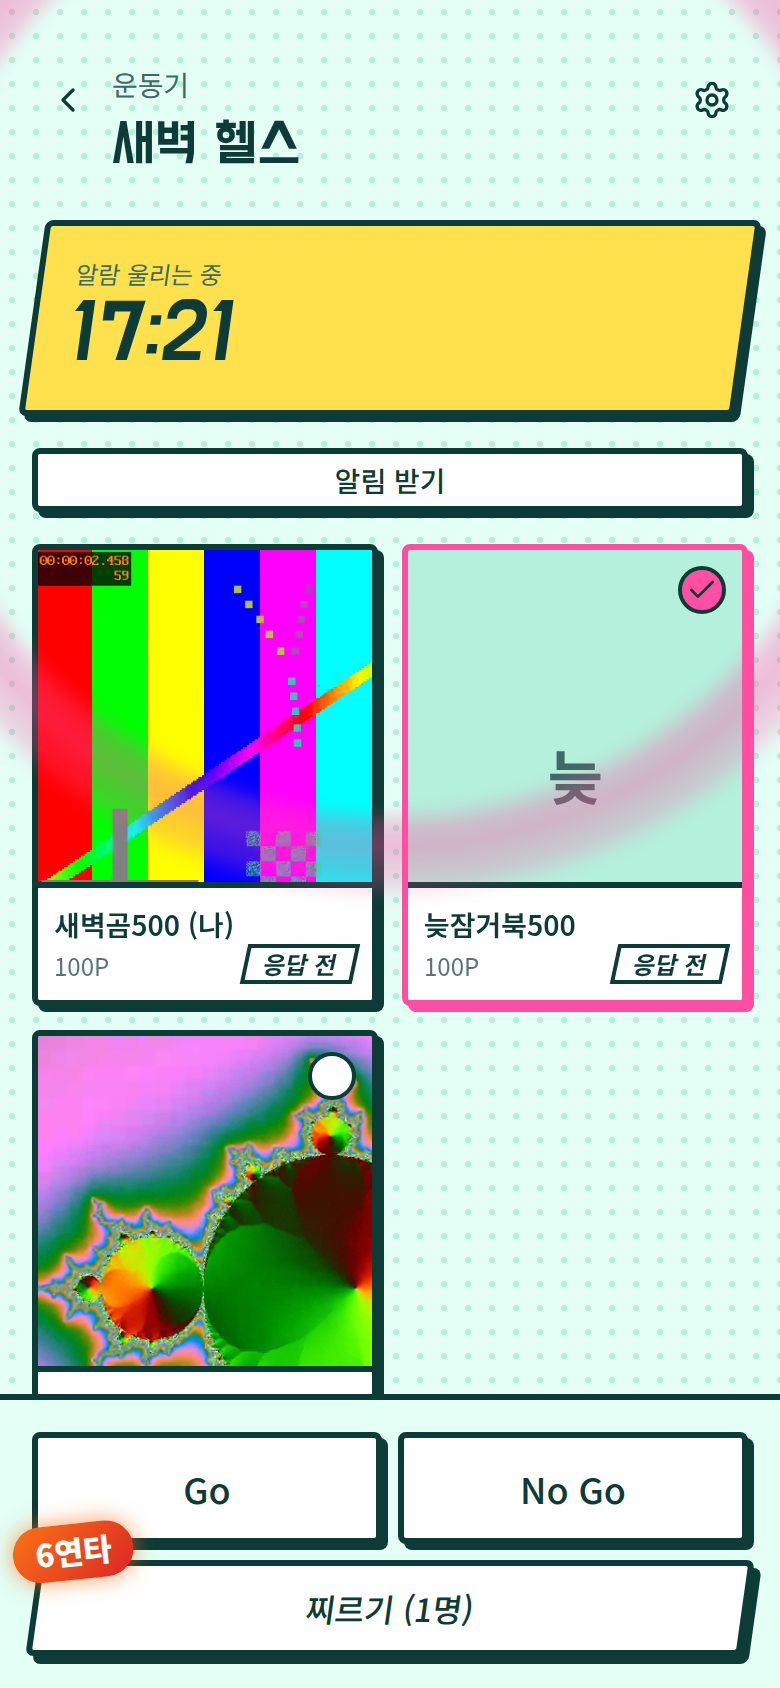 운동기
새벽 헬스
알람 울리는 중
17:21
알림 받기
00:00:02.458
59
늦
새벽곰500 (나)
100P
응답 전
늦잠거북500
100P
응답 전
Go
No Go
6연타
찌르기 (1명)